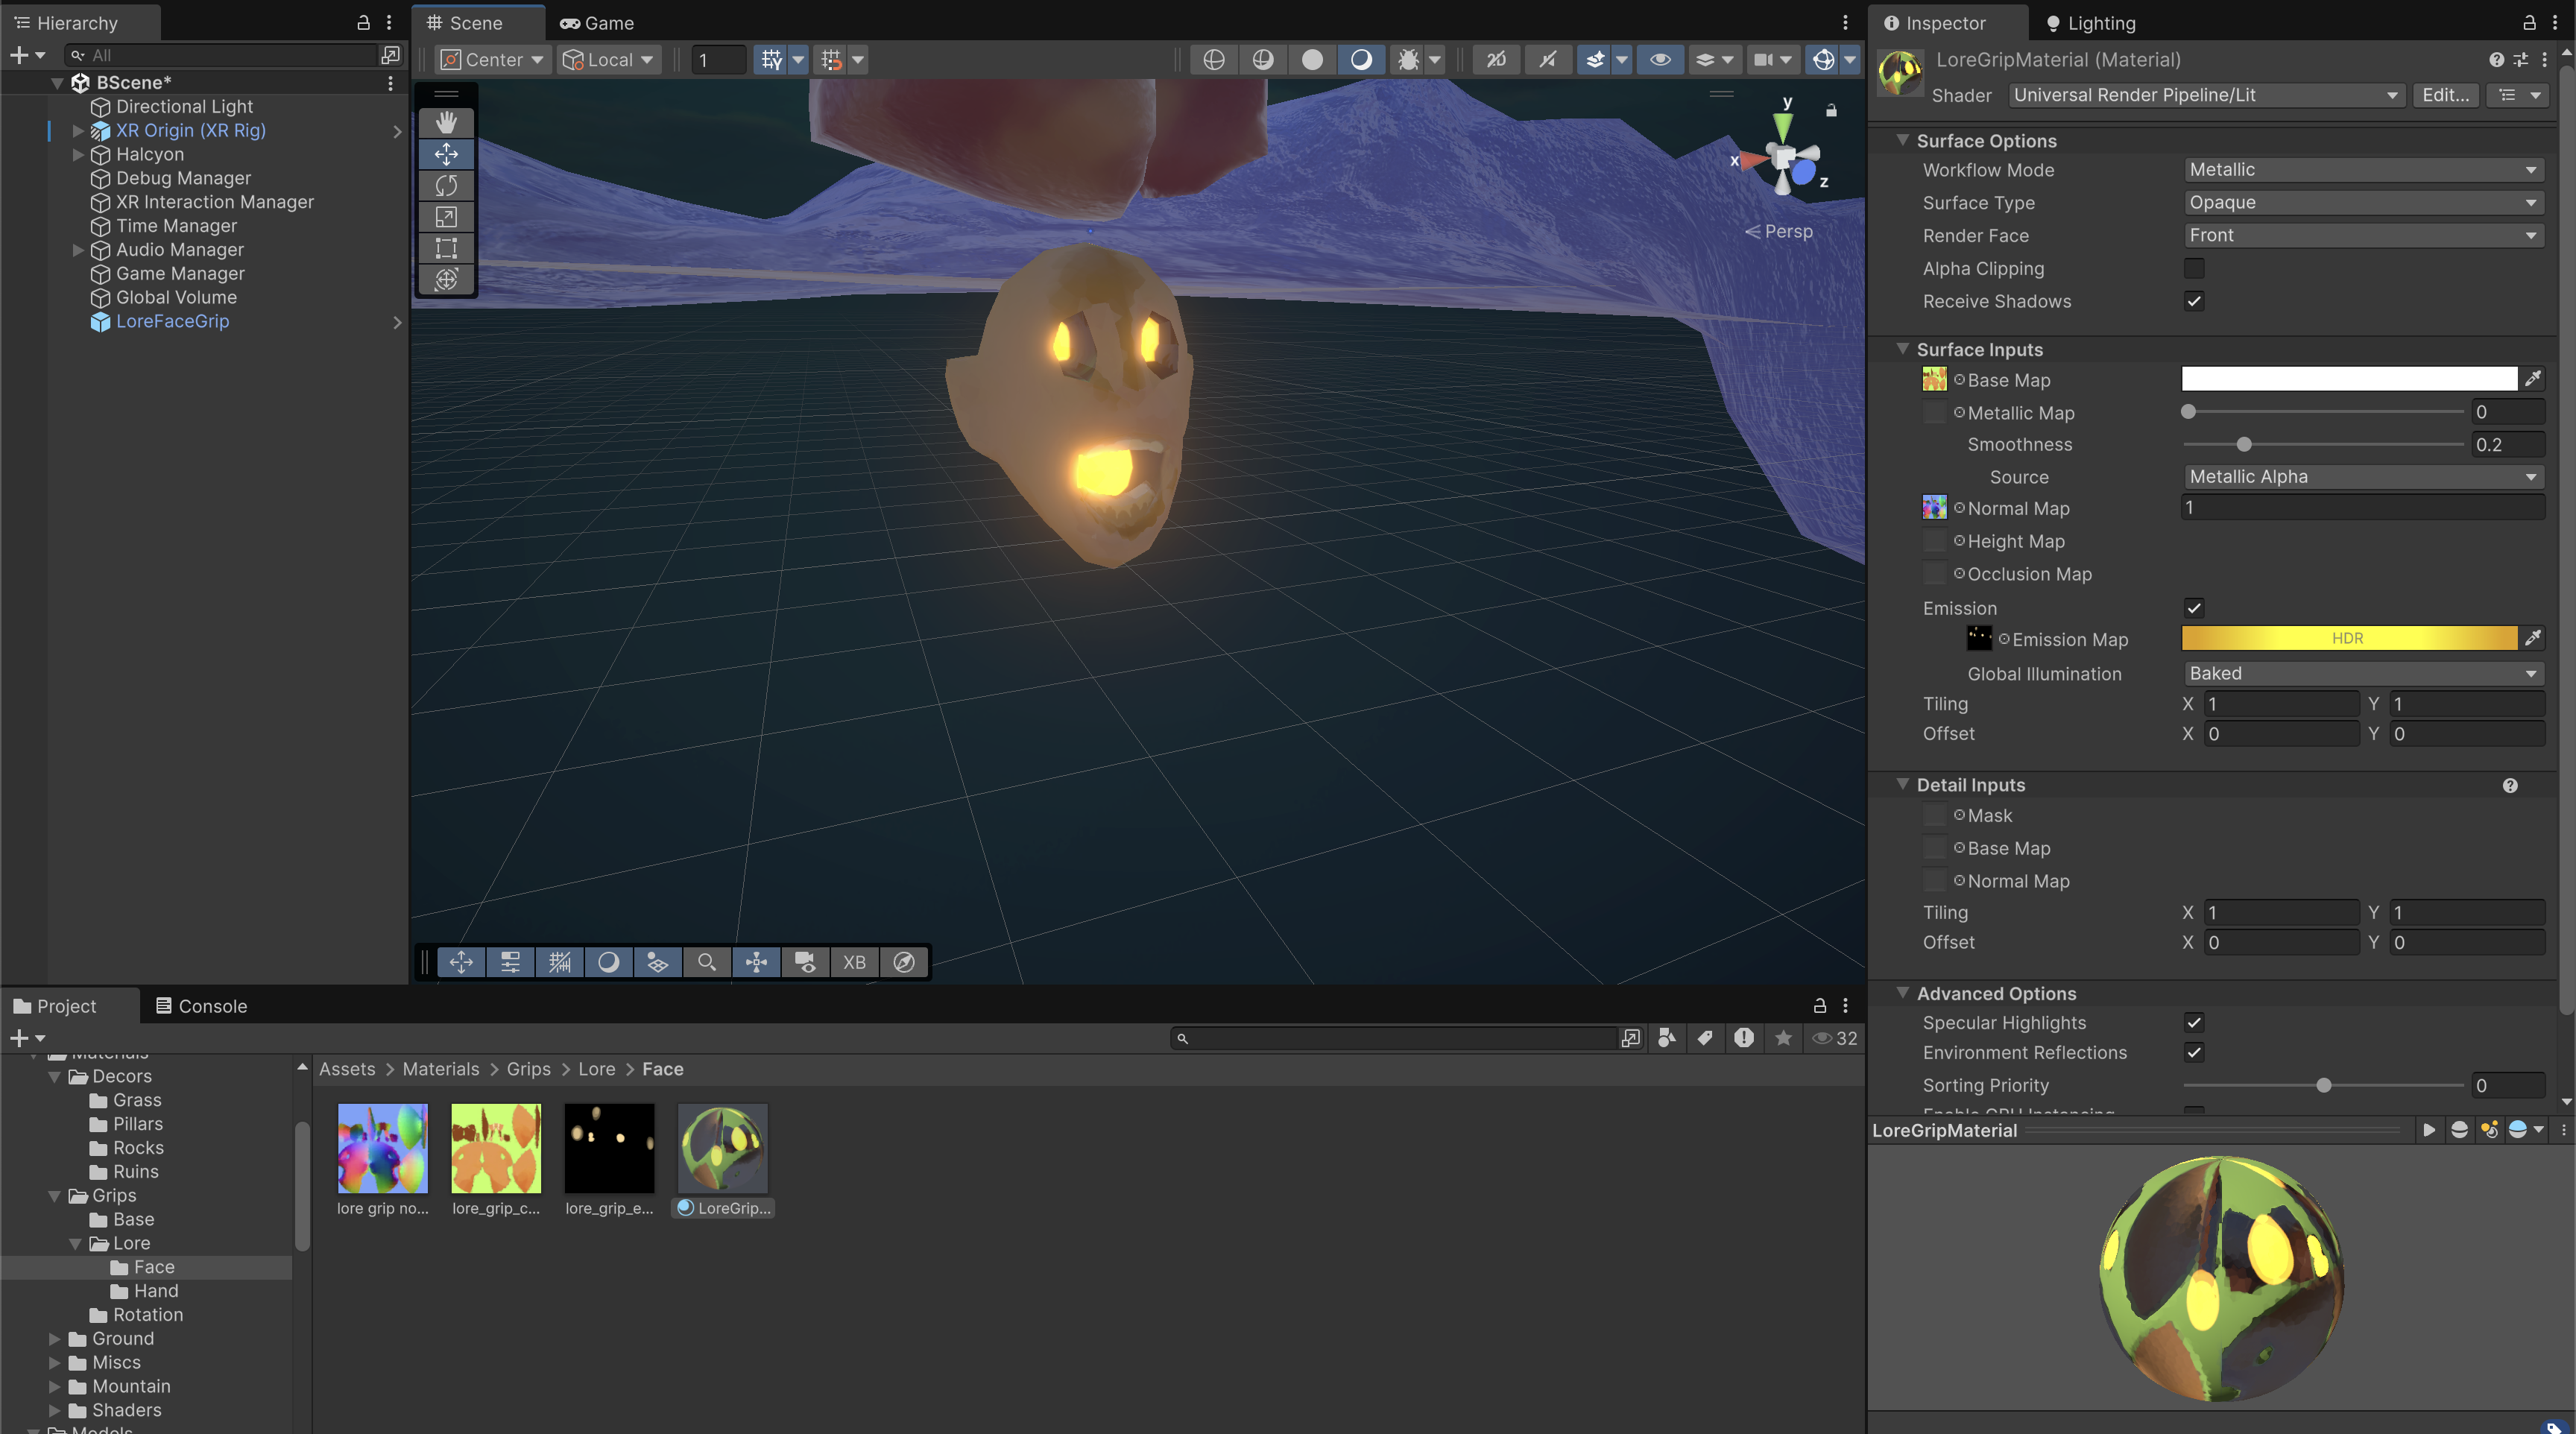 Hierarchy
All
BScene*
Directional Light
XR Origin (XR Rig)
Halcyon
Debug Manager
XR Interaction Manager
Time Manager
Audio Manager
Game Manager
Global Volume
LoreFaceGrip
Scene
Game
Center
Local
1
2D
y
x
z
Persp
XB
Inspector
Lighting
LoreGripMaterial (Material)
Shader
Universal Render Pipeline/Lit
Edit...
Surface Options
Workflow Mode
Metallic
Surface Type
Opaque
Render Face
Front
Alpha Clipping
Receive Shadows
Surface Inputs
Base Map
Metallic Map
0
Smoothness
0.2
Source
Metallic Alpha
Normal Map
1
Height Map
Occlusion Map
Emission
Emission Map
HDR
Global Illumination
Baked
Tiling
X 1
Y 1
Offset
X 0
Y 0
Detail Inputs
Mask
Base Map
Normal Map
Tiling
X 1
Y 1
Offset
X 0
Y 0
Advanced Options
Specular Highlights
Environment Reflections
Sorting Priority
0
Enable GPU Instancing
LoreGripMaterial
Project
Console
32
Materials
Decors
Grass
Pillars
Rocks
Ruins
Grips
Base
Lore
Face
Hand
Rotation
Ground
Miscs
Mountain
Shaders
Models
Assets > Materials > Grips > Lore > Face
lore grip no...
lore_grip_c...
lore_grip_e...
LoreGrip...